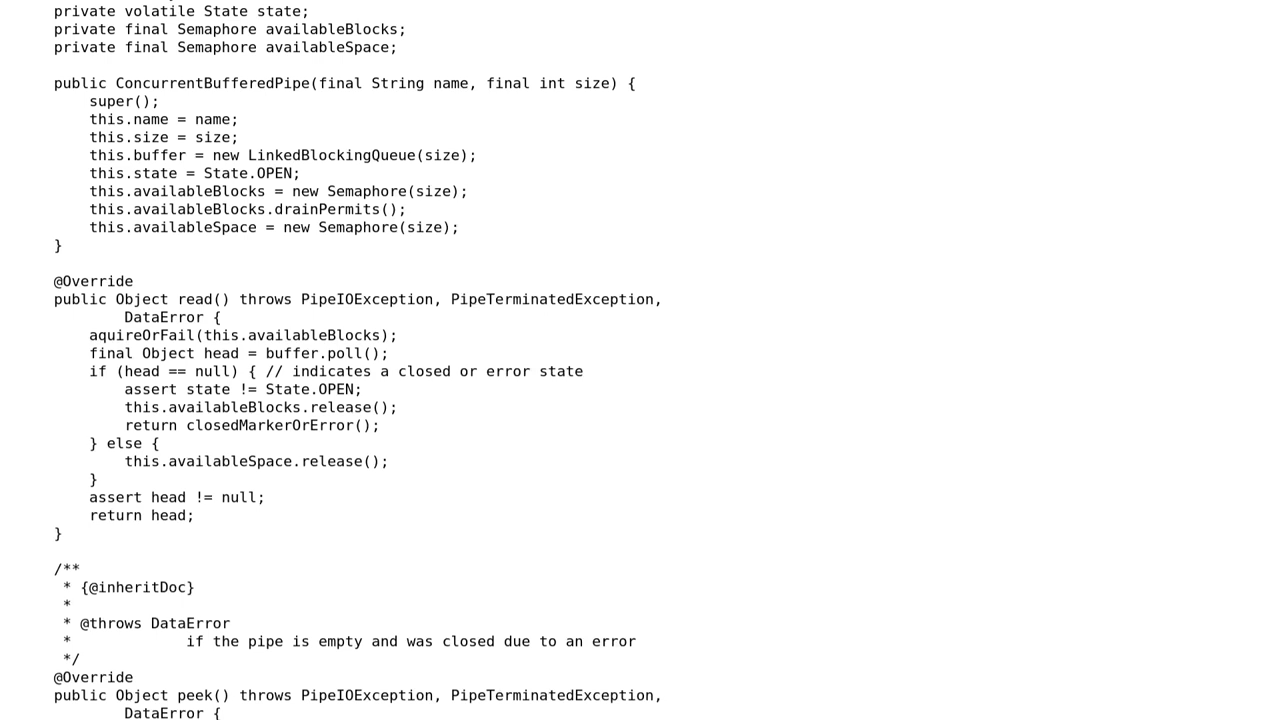 private volatile State state;
private final Semaphore availableBlocks;
private final Semaphore availableSpace;
public ConcurrentBufferedPipe(final String name, final int size) {
super();
this.name = name;
this.size = size;
this.buffer = new LinkedBlockingQueue(size);
this.state = State.OPEN;
this.availableBlocks = new Semaphore(size);
this.availableBlocks.drainPermits();
this.availableSpace = new Semaphore(size);
}
@Override
public Object read() throws PipeIOException, PipeTerminatedException,
DataError {
aquireOrFail(this.availableBlocks);
final Object head = buffer.poll();
if (head == null) { // indicates a closed or error state
assert state != State.OPEN;
this.availableBlocks.release();
return closedMarkerOrError();
} else {
this.availableSpace.release();
}
assert head != null;
return head;
}
/**
* {@inheritDoc}
*
* @throws DataError
* if the pipe is empty and was closed due to an error
*/
@Override
public Object peek() throws PipeIOException, PipeTerminatedException,
DataError {